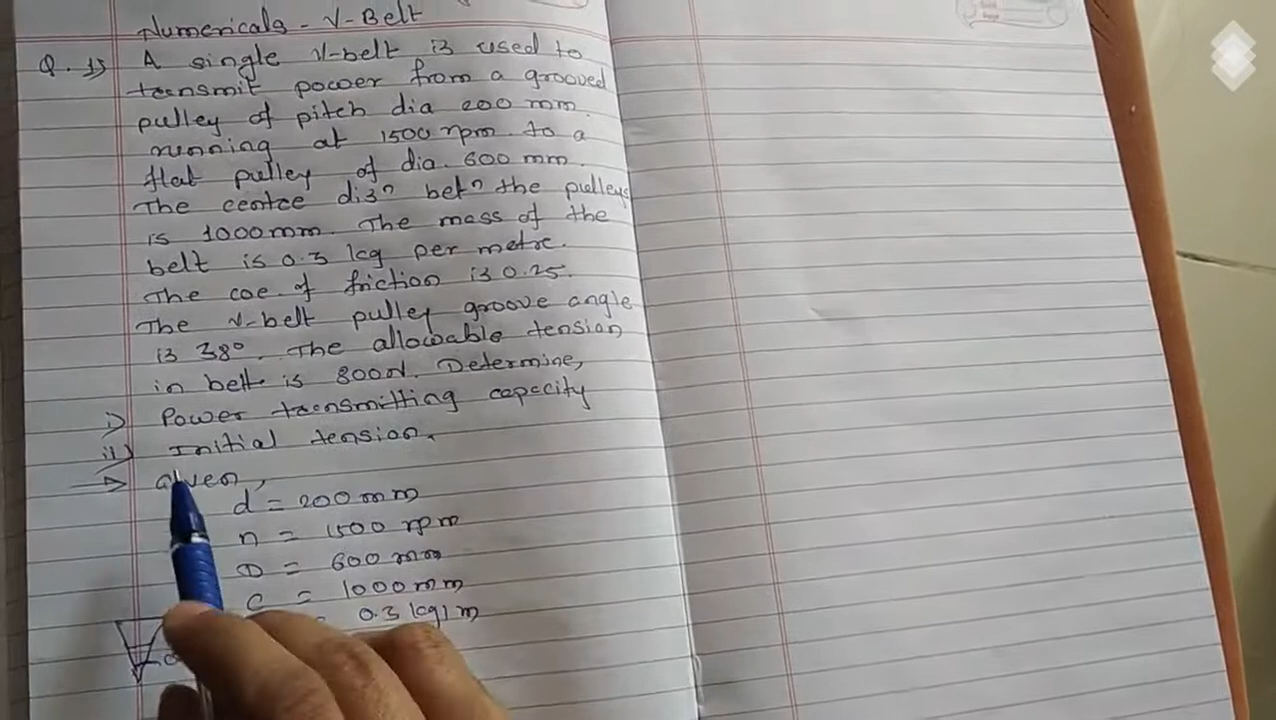 Numericals - V-Belt
Q. 1) A single V-belt is used to
transmit power from a grooved
pulley of pitch dia 200 mm
running at 1500 rpm to a
flat pulley of dia. 600 mm.
The centre disⁿ betⁿ the pulleys
is 1000mm. The mass of the
belt is 0.3 kg per metre.
The coe. of friction is 0.25.
The V-belt pulley groove angle
is 38°. The allowable tension
in belt is 800N. Determine,
i) Power transmitting capacity
ii) Initial tension.
⇒ Given,
d = 200 mm
n = 1500 rpm
D = 600 mm
C = 1000 mm
= 0.3 kg/m